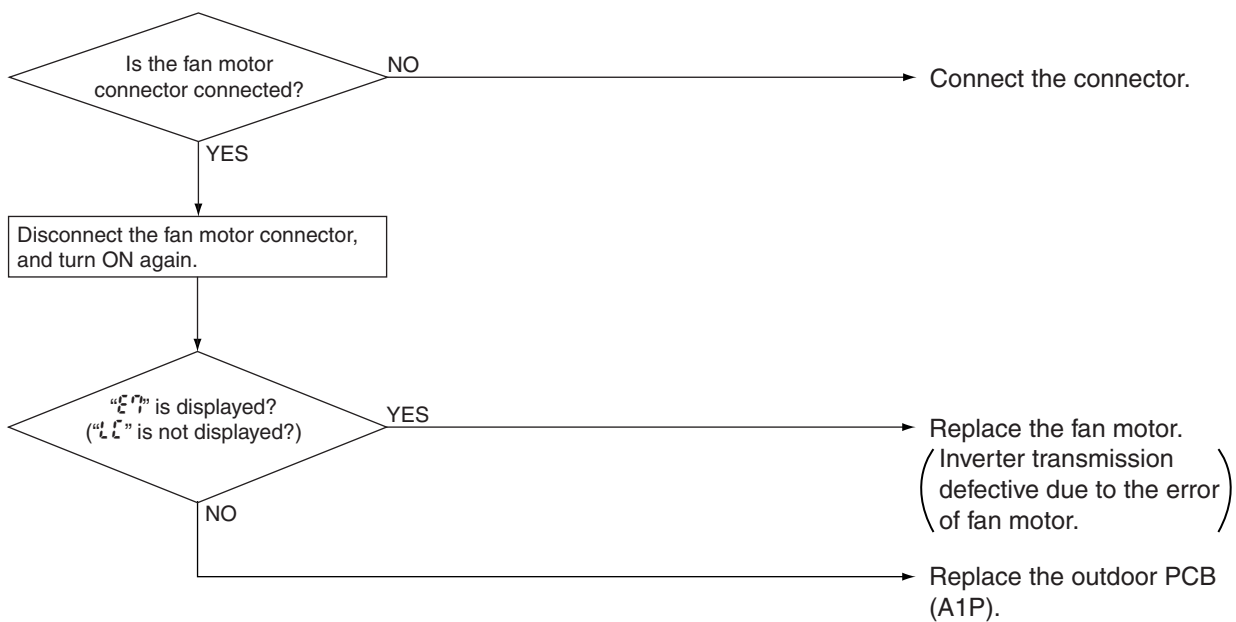 Is the fan motor
connector connected?
NO
Connect the connector.
YES
Disconnect the fan motor connector,
and turn ON again.
“E7” is displayed?
(“LC” is not displayed?)
YES
Replace the fan motor.
(Inverter transmission
defective due to the error
of fan motor.)
NO
Replace the outdoor PCB
(A1P).